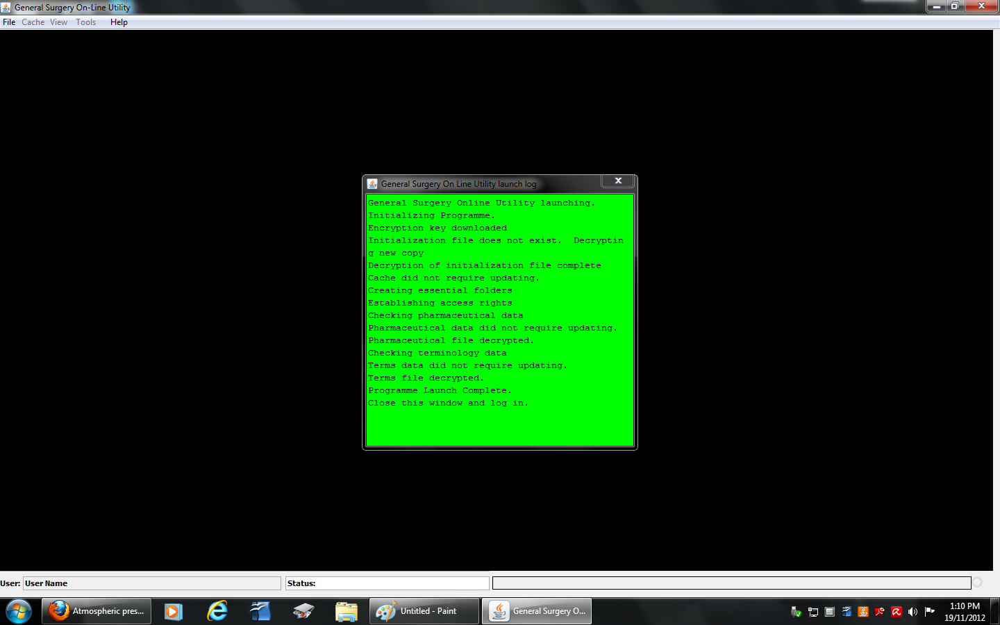 General Surgery On-Line Utility
File Cache View Tools Help
General Surgery On Line Utility launch log
General Surgery Online Utility launching.
Initializing Programme.
Encryption key downloaded
Initialization file does not exist.  Decryptin
g new copy
Decryption of initialization file complete
Cache did not require updating.
Creating essential folders
Establishing access rights
Checking pharmaceutical data
Pharmaceutical data did not require updating.
Pharmaceutical file decrypted.
Checking terminology data
Terms data did not require updating.
Terms file decrypted.
Programme Launch Complete.
Close this window and log in.
User: User Name Status:
Atmospheric pres... Untitled - Paint General Surgery O... 1:10 PM
19/11/2012